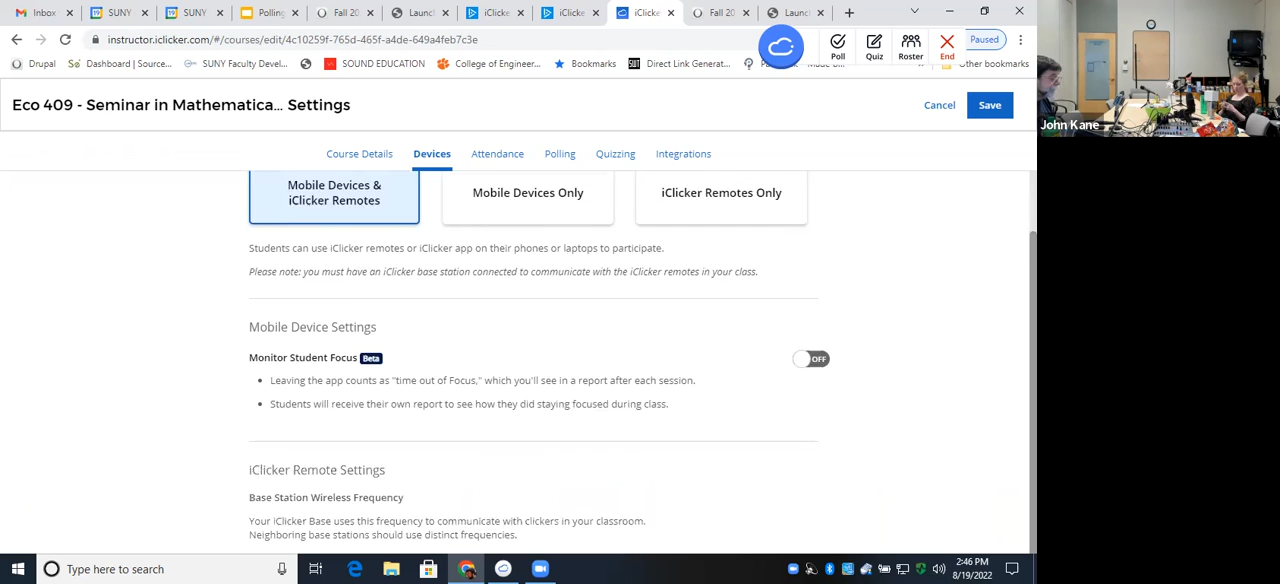 Inbox
SUNY
SUNY
Polling
Fall 20
Launc
iClicke
iClicke
iClicke
Fall 20
Launc
instructor.iclicker.com/#/courses/edit/4c10259f-765d-465f-a4de-649a4feb7c3e
Poll
Quiz
Roster
End
Paused
Drupal
Dashboard | Source...
SUNY Faculty Devel...
SOUND EDUCATION
College of Engineer...
Bookmarks
Direct Link Generat...
Other bookmarks
Eco 409 - Seminar in Mathematica... Settings
Cancel
Save
Course Details
Devices
Attendance
Polling
Quizzing
Integrations
Mobile Devices &
iClicker Remotes
Mobile Devices Only
iClicker Remotes Only
Students can use iClicker remotes or iClicker app on their phones or laptops to participate.
Please note: you must have an iClicker base station connected to communicate with the iClicker remotes in your class.
Mobile Device Settings
Monitor Student Focus Beta
OFF
Leaving the app counts as "time out of Focus," which you'll see in a report after each session.
Students will receive their own report to see how they did staying focused during class.
iClicker Remote Settings
Base Station Wireless Frequency
Your iClicker Base uses this frequency to communicate with clickers in your classroom.
Neighboring base stations should use distinct frequencies.
Type here to search
2:46 PM
8/19/2022
John Kane